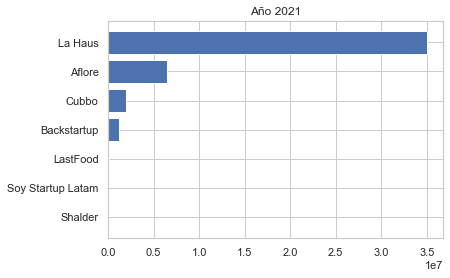 Año 2021
La Haus
Aflore
Cubbo
Backstartup
LastFood
Soy Startup Latam
Shalder
0.0 0.5 1.0 1.5 2.0 2.5 3.0 3.5
1e7